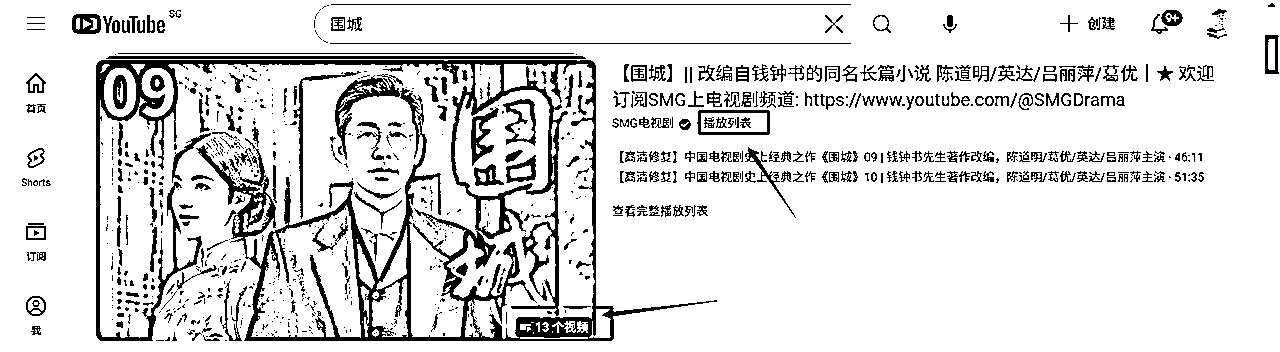 YouTube SG
围城
创建
9+
首页
Shorts
订阅
我
09
围城
13 个视频
【围城】|| 改编自钱钟书的同名长篇小说 陈道明/英达/吕丽萍/葛优 | ★ 欢迎
订阅SMG上电视剧频道: https://www.youtube.com/@SMGDrama
SMG电视剧 播放列表
【高清修复】中国电视剧史上经典之作《围城》09 | 钱钟书先生著作改编，陈道明/葛优/英达/吕丽萍主演 · 46:11
【高清修复】中国电视剧史上经典之作《围城》10 | 钱钟书先生著作改编，陈道明/葛优/英达/吕丽萍主演 · 51:35
查看完整播放列表